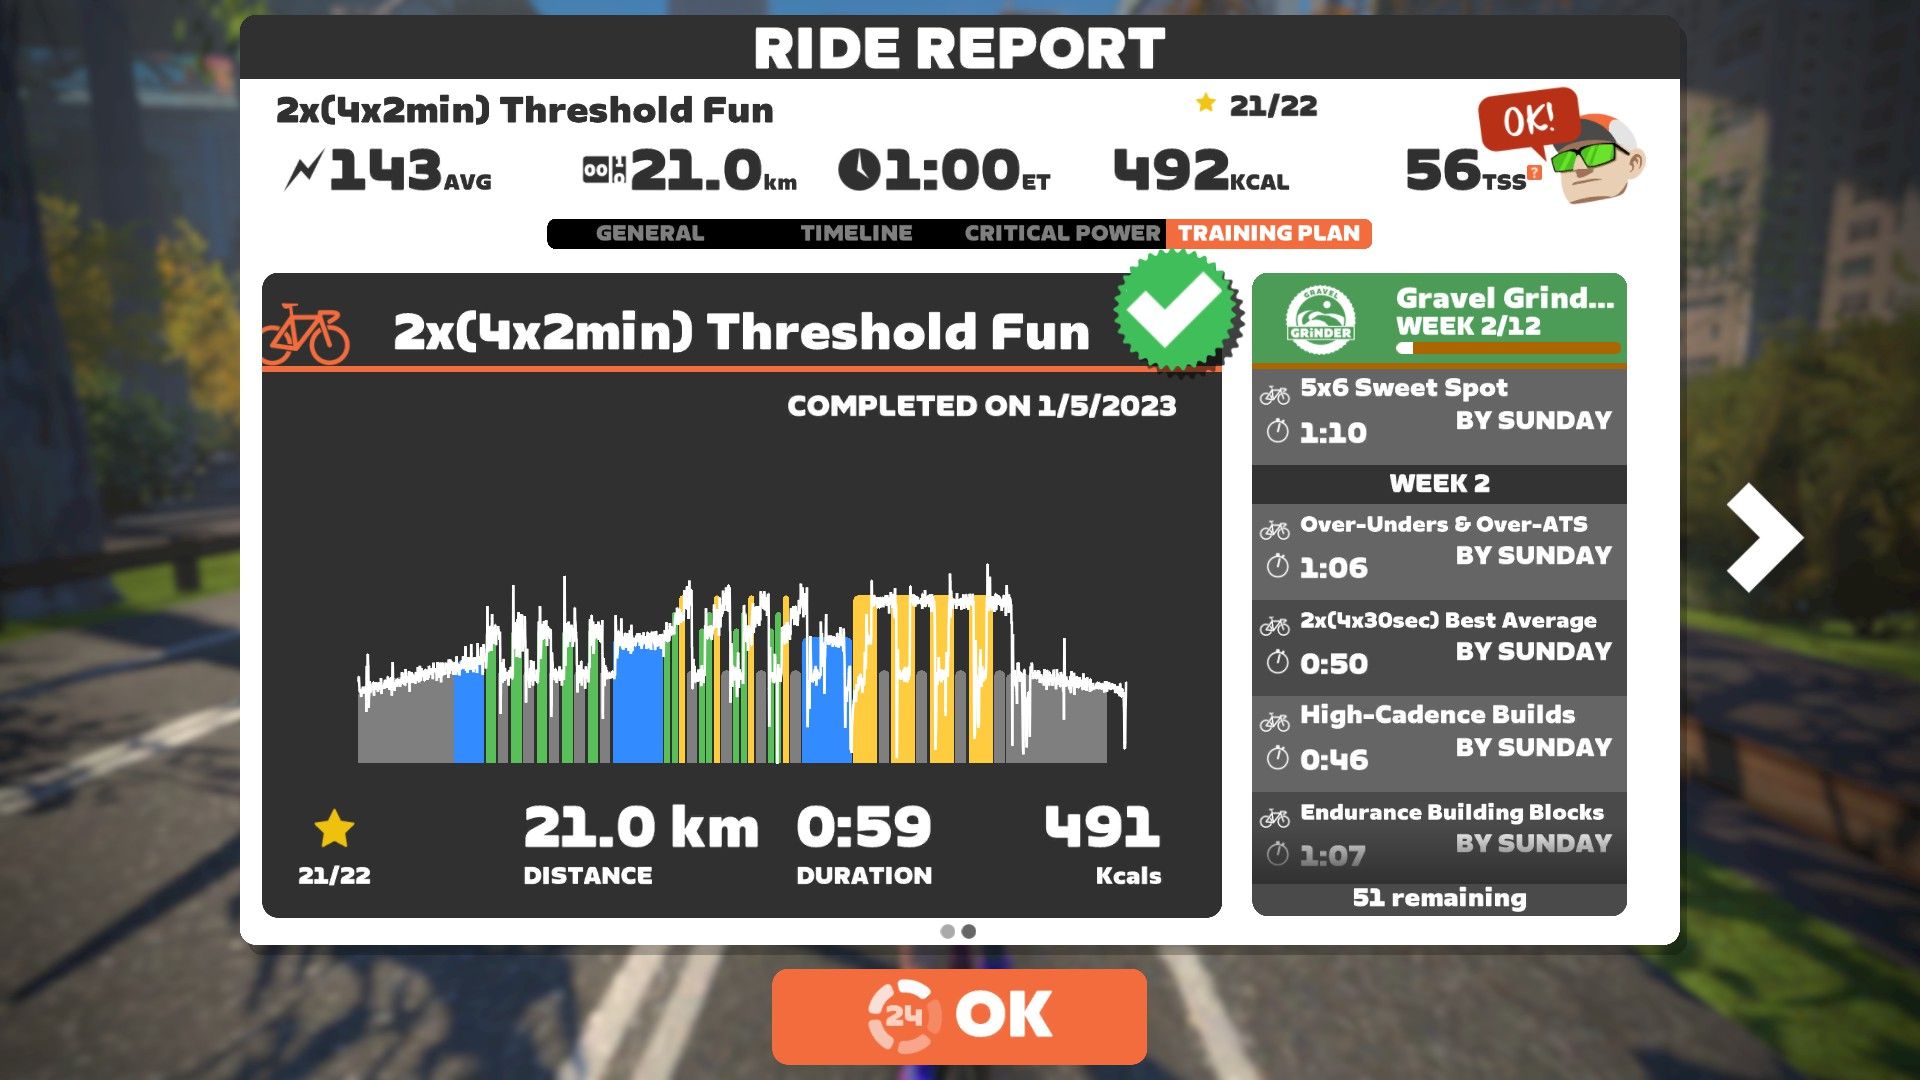 RIDE REPORT
2x(4x2min) Threshold Fun
21/22
OK!
143AVG
21.0km
1:00ET
492KCAL
56TSS?
GENERAL
TIMELINE
CRITICAL POWER
TRAINING PLAN
2x(4x2min) Threshold Fun
COMPLETED ON 1/5/2023
21/22
21.0 km
DISTANCE
0:59
DURATION
491
Kcals
GRAVEL
GRiNDER
Gravel Grind...
WEEK 2/12
5x6 Sweet Spot
BY SUNDAY
1:10
WEEK 2
Over-Unders & Over-ATS
BY SUNDAY
1:06
2x(4x30sec) Best Average
BY SUNDAY
0:50
High-Cadence Builds
BY SUNDAY
0:46
Endurance Building Blocks
BY SUNDAY
1:07
51 remaining
24
OK